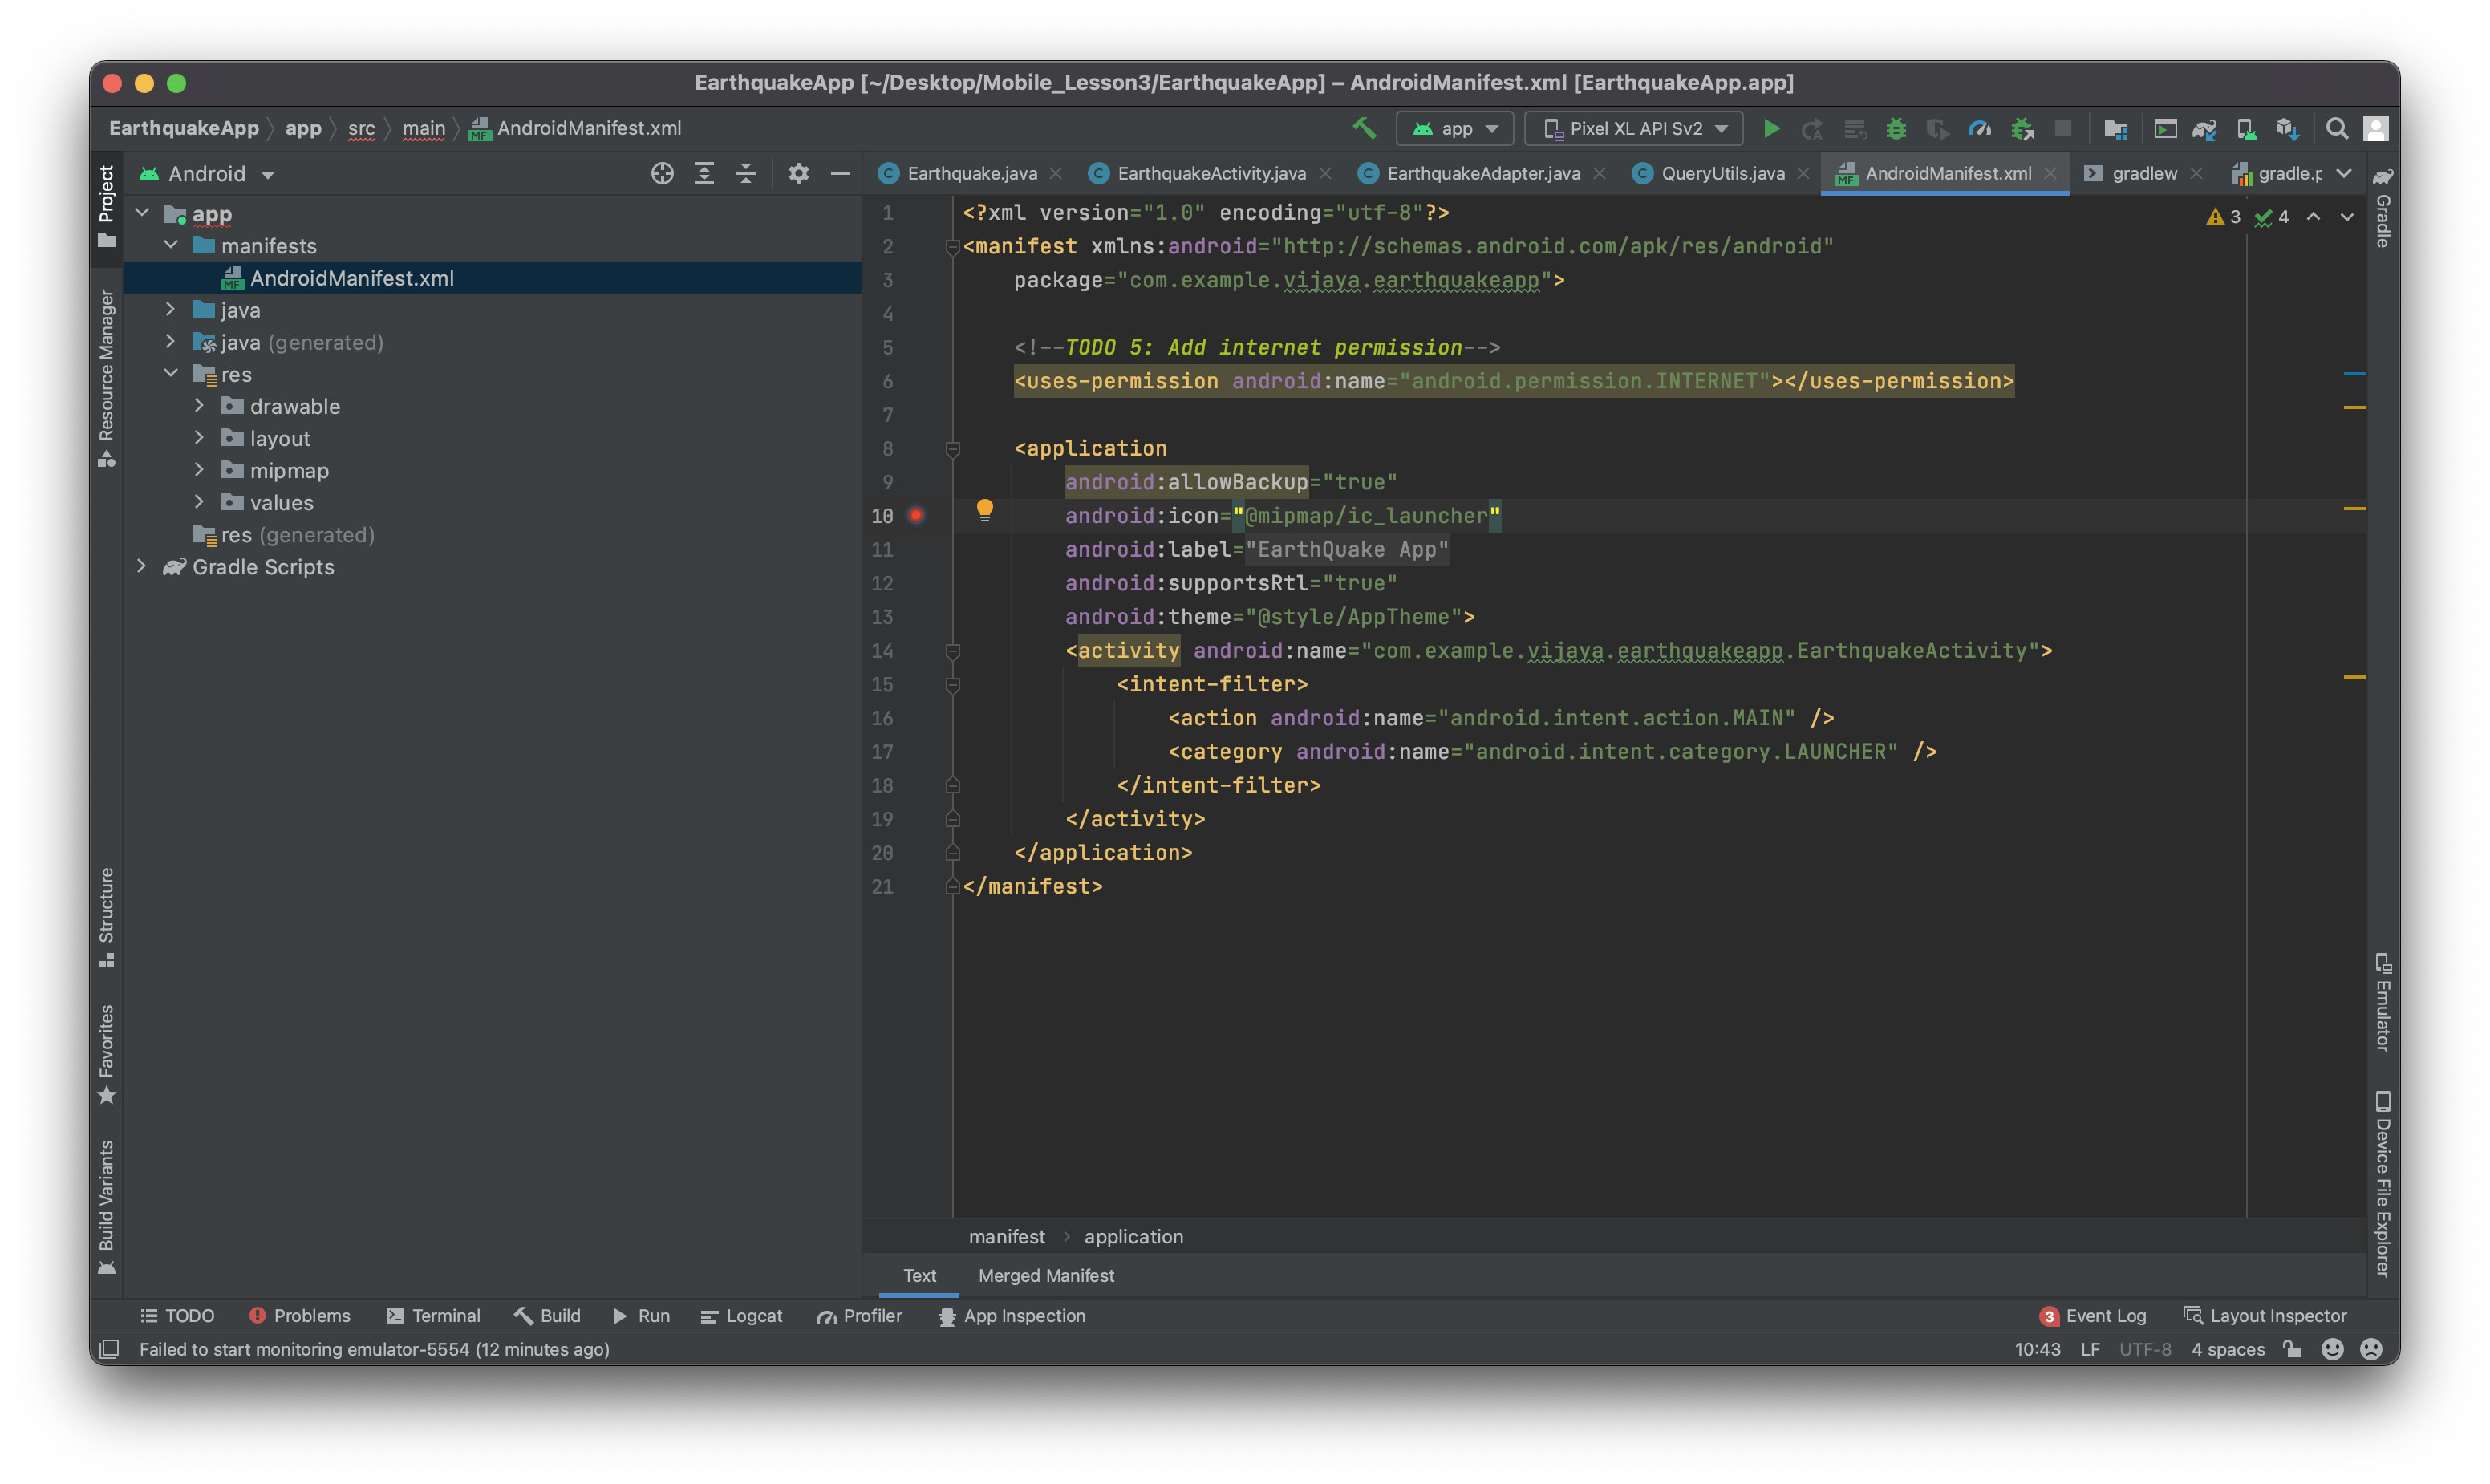 EarthquakeApp [~/Desktop/Mobile_Lesson3/EarthquakeApp] – AndroidManifest.xml [EarthquakeApp.app]
EarthquakeApp app src main MF AndroidManifest.xml app Pixel XL API Sv2
Project
Resource Manager
Structure
Favorites
Build Variants
Android
app
manifests
MF AndroidManifest.xml
java
java (generated)
res
drawable
layout
mipmap
values
res (generated)
Gradle Scripts
C Earthquake.java C EarthquakeActivity.java C EarthquakeAdapter.java C QueryUtils.java MF AndroidManifest.xml gradlew gradle.p
3 4
1 <?xml version="1.0" encoding="utf-8"?>
2 <manifest xmlns:android="http://schemas.android.com/apk/res/android"
3 package="com.example.vijaya.earthquakeapp">
4
5 <!--TODO 5: Add internet permission-->
6 <uses-permission android:name="android.permission.INTERNET"></uses-permission>
7
8 <application
9 android:allowBackup="true"
10 android:icon="@mipmap/ic_launcher"
11 android:label="EarthQuake App"
12 android:supportsRtl="true"
13 android:theme="@style/AppTheme">
14 <activity android:name="com.example.vijaya.earthquakeapp.EarthquakeActivity">
15 <intent-filter>
16 <action android:name="android.intent.action.MAIN" />
17 <category android:name="android.intent.category.LAUNCHER" />
18 </intent-filter>
19 </activity>
20 </application>
21 </manifest>
manifest application
Text Merged Manifest
Gradle
Emulator
Device File Explorer
TODO Problems Terminal Build Run Logcat Profiler App Inspection 3 Event Log Layout Inspector
Failed to start monitoring emulator-5554 (12 minutes ago) 10:43 LF UTF-8 4 spaces